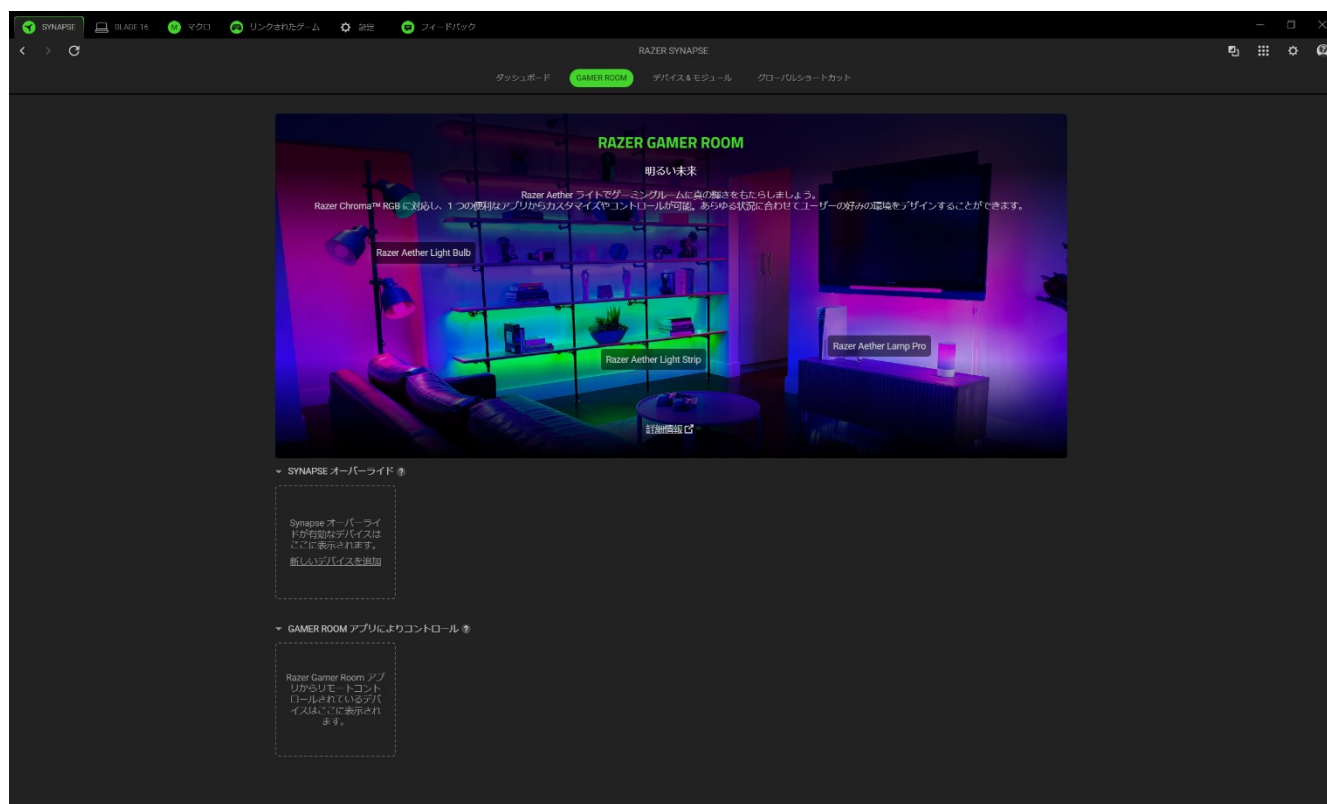 SYNAPSE
BLADE 16
マクロ
リンクされたゲーム
設定
フィードバック
RAZER SYNAPSE
ダッシュボード
GAMER ROOM
デバイス & モジュール
グローバルショートカット
RAZER GAMER ROOM
明るい未来
Razer Aether ライトでゲーミングルームに真の輝きをもたらしましょう。
Razer Chroma™ RGB に対応し、1 つの便利なアプリからカスタマイズやコントロールが可能。あらゆる状況に合わせてユーザーの好みの環境をデザインすることができます。
Razer Aether Light Bulb
Razer Aether Lamp Pro
Razer Aether Light Strip
詳細情報
SYNAPSE オーバーライド
Synapse オーバーライ
ドが有効なデバイスは
ここに表示されます。
新しいデバイスを追加
GAMER ROOM アプリによりコントロール
Razer Gamer Room アプ
リからリモートコント
ロールされているデバ
イスはここに表示され
ます。